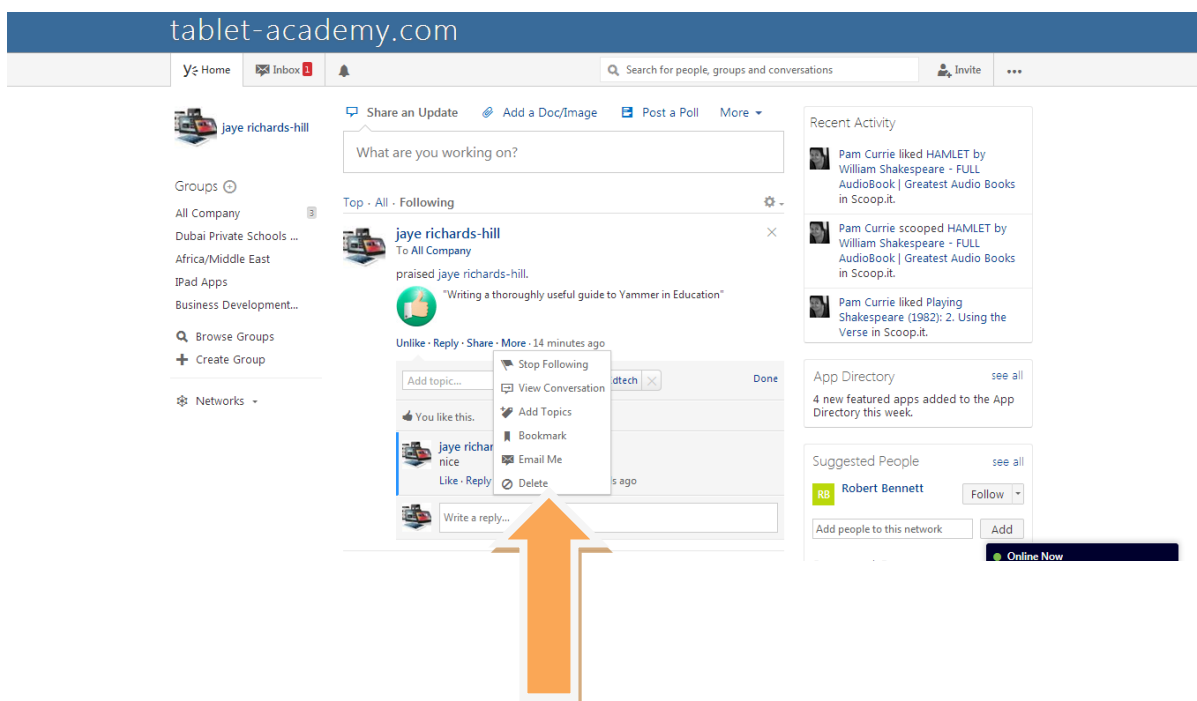 tablet-academy.com
Home
Inbox 1
Search for people, groups and conversations
Invite
jaye richards-hill
Groups
All Company 3
Dubai Private Schools ...
Africa/Middle East
IPad Apps
Business Development...
Browse Groups
Create Group
Networks
Share an Update Add a Doc/Image Post a Poll More
What are you working on?
Top · All · Following
jaye richards-hill
To All Company
praised jaye richards-hill.
"Writing a thoroughly useful guide to Yammer in Education"
Unlike · Reply · Share · More · 14 minutes ago
Stop Following
View Conversation
Add Topics
Bookmark
Email Me
Delete
Add topic... Done
You like this.
jaye
nice
Like · Reply s ago
Write a reply...
Recent Activity
Pam Currie liked HAMLET by
William Shakespeare - FULL
AudioBook | Greatest Audio Books
in Scoop.it.
Pam Currie scooped HAMLET by
William Shakespeare - FULL
AudioBook | Greatest Audio Books
in Scoop.it.
Pam Currie liked Playing
Shakespeare (1982): 2. Using the
Verse in Scoop.it.
App Directory see all
4 new featured apps added to the App
Directory this week.
Suggested People see all
RB Robert Bennett Follow
Add people to this network Add
Online Now